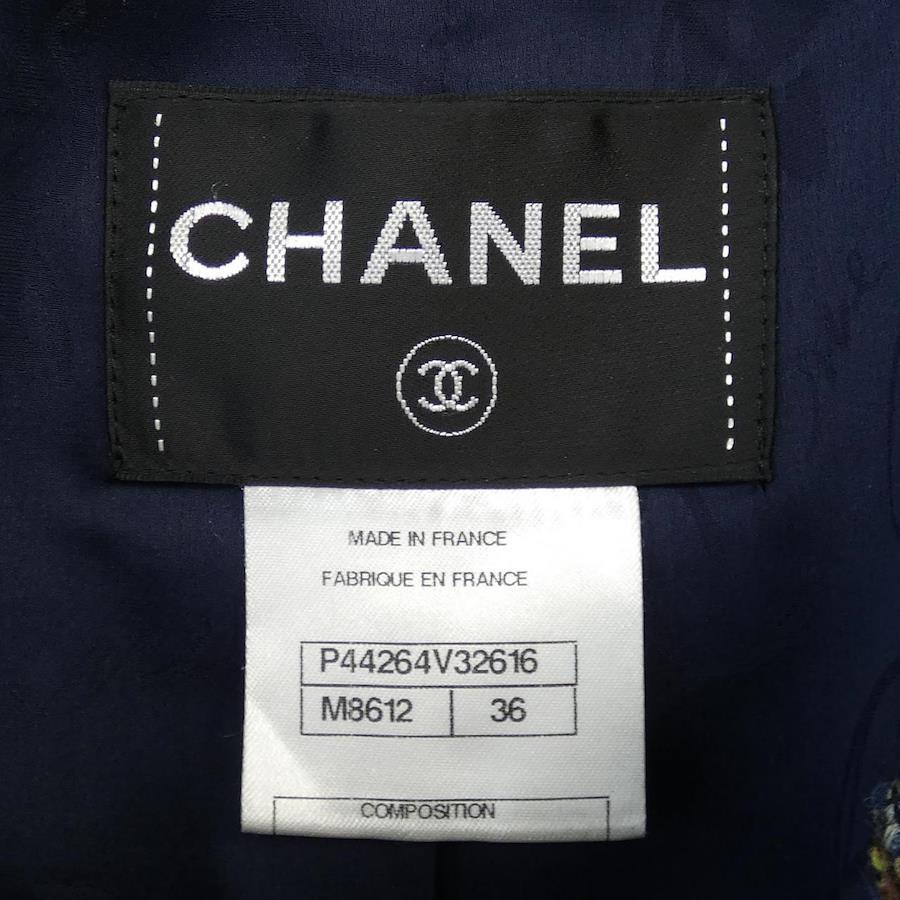 CHANEL
MADE IN FRANCE
FABRIQUE EN FRANCE
P44264V32616
M8612 36
COMPOSITION